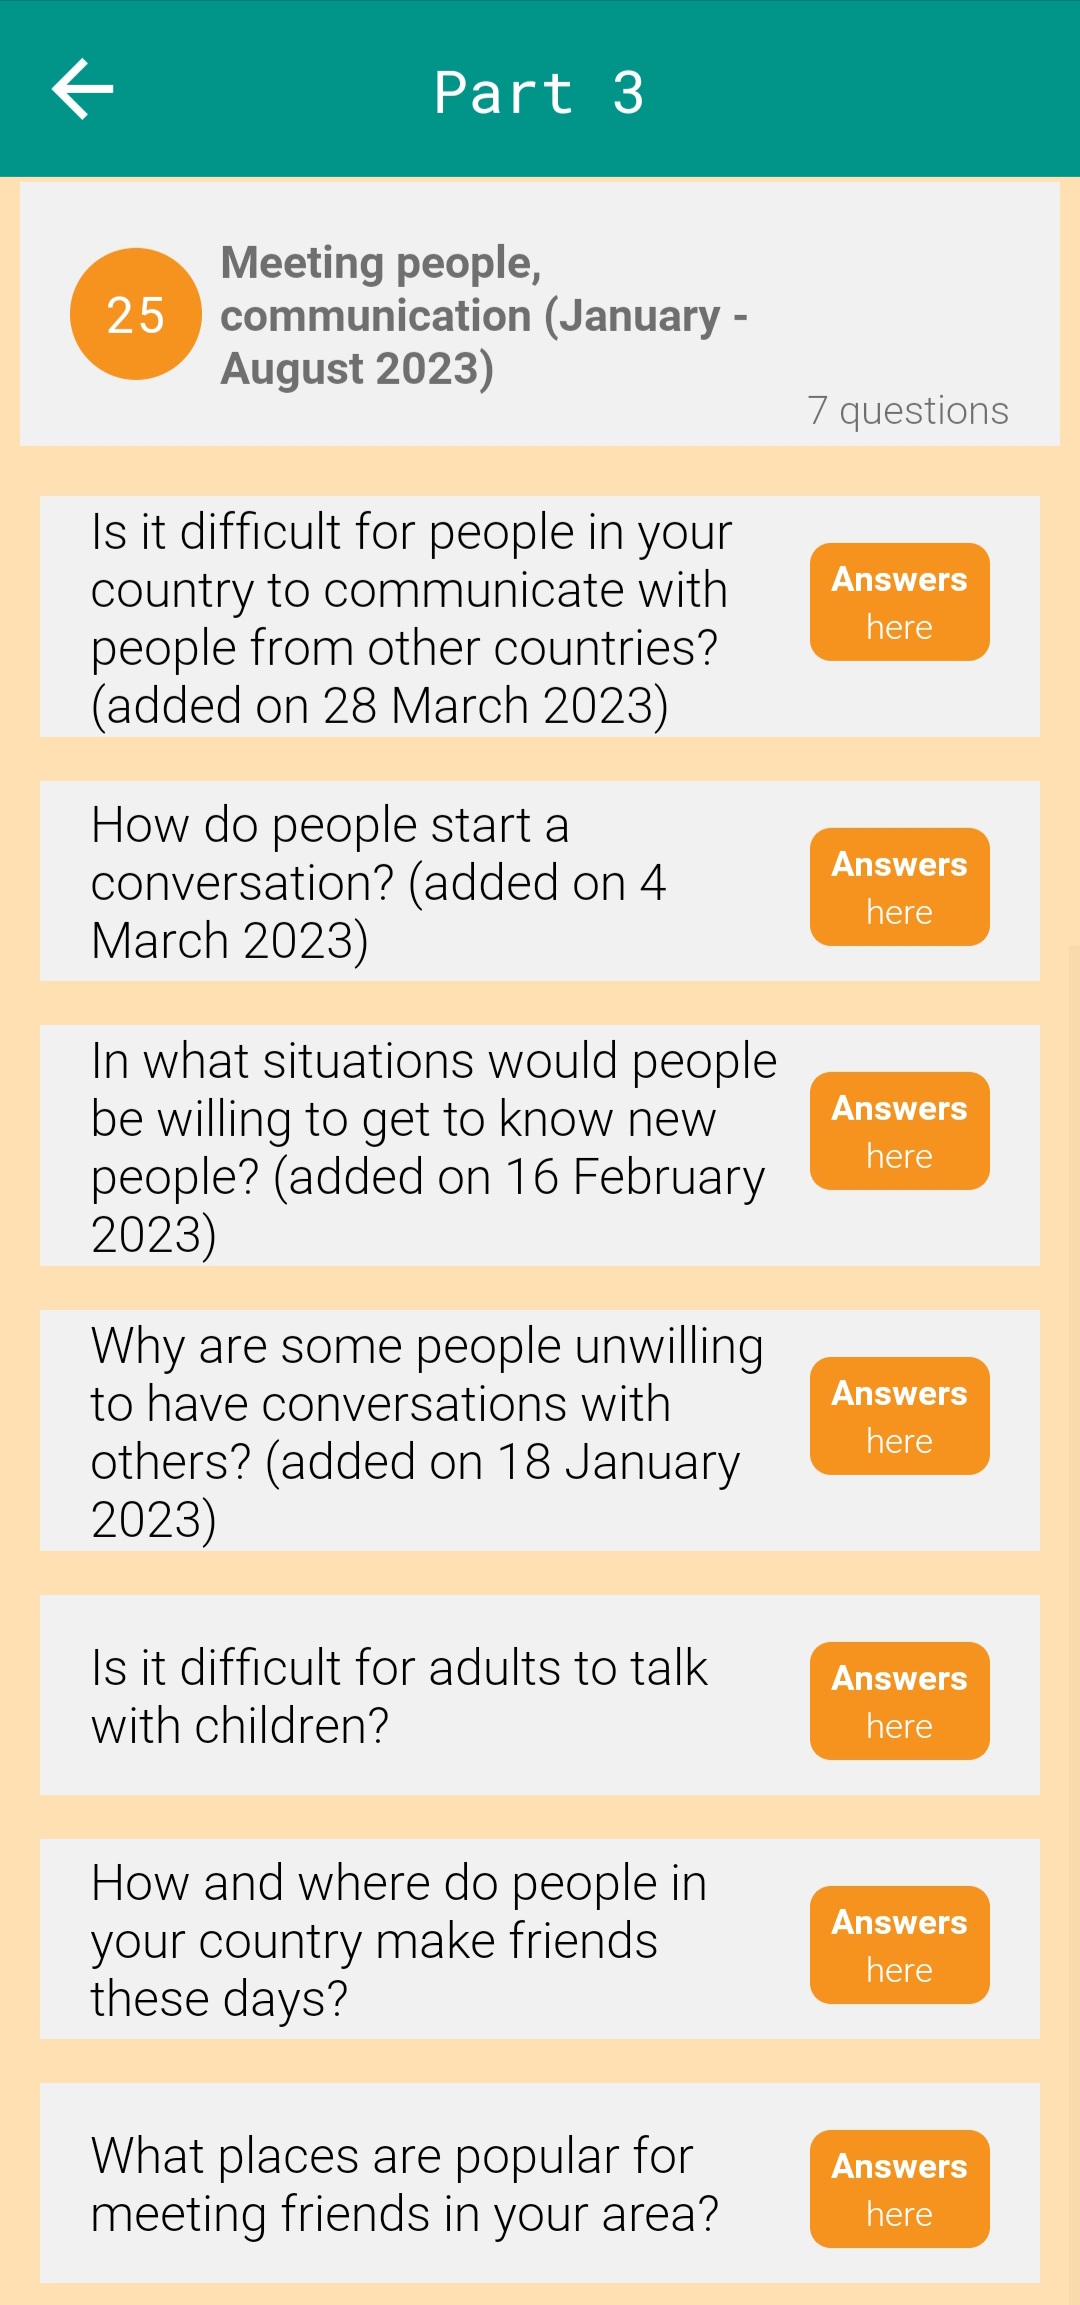 Part 3
25
Meeting people,
communication (January -
August 2023)
7 questions
Is it difficult for people in your
country to communicate with
people from other countries?
(added on 28 March 2023)
Answers
here
How do people start a
conversation? (added on 4
March 2023)
Answers
here
In what situations would people
be willing to get to know new
people? (added on 16 February
2023)
Answers
here
Why are some people unwilling
to have conversations with
others? (added on 18 January
2023)
Answers
here
Is it difficult for adults to talk
with children?
Answers
here
How and where do people in
your country make friends
these days?
Answers
here
What places are popular for
meeting friends in your area?
Answers
here